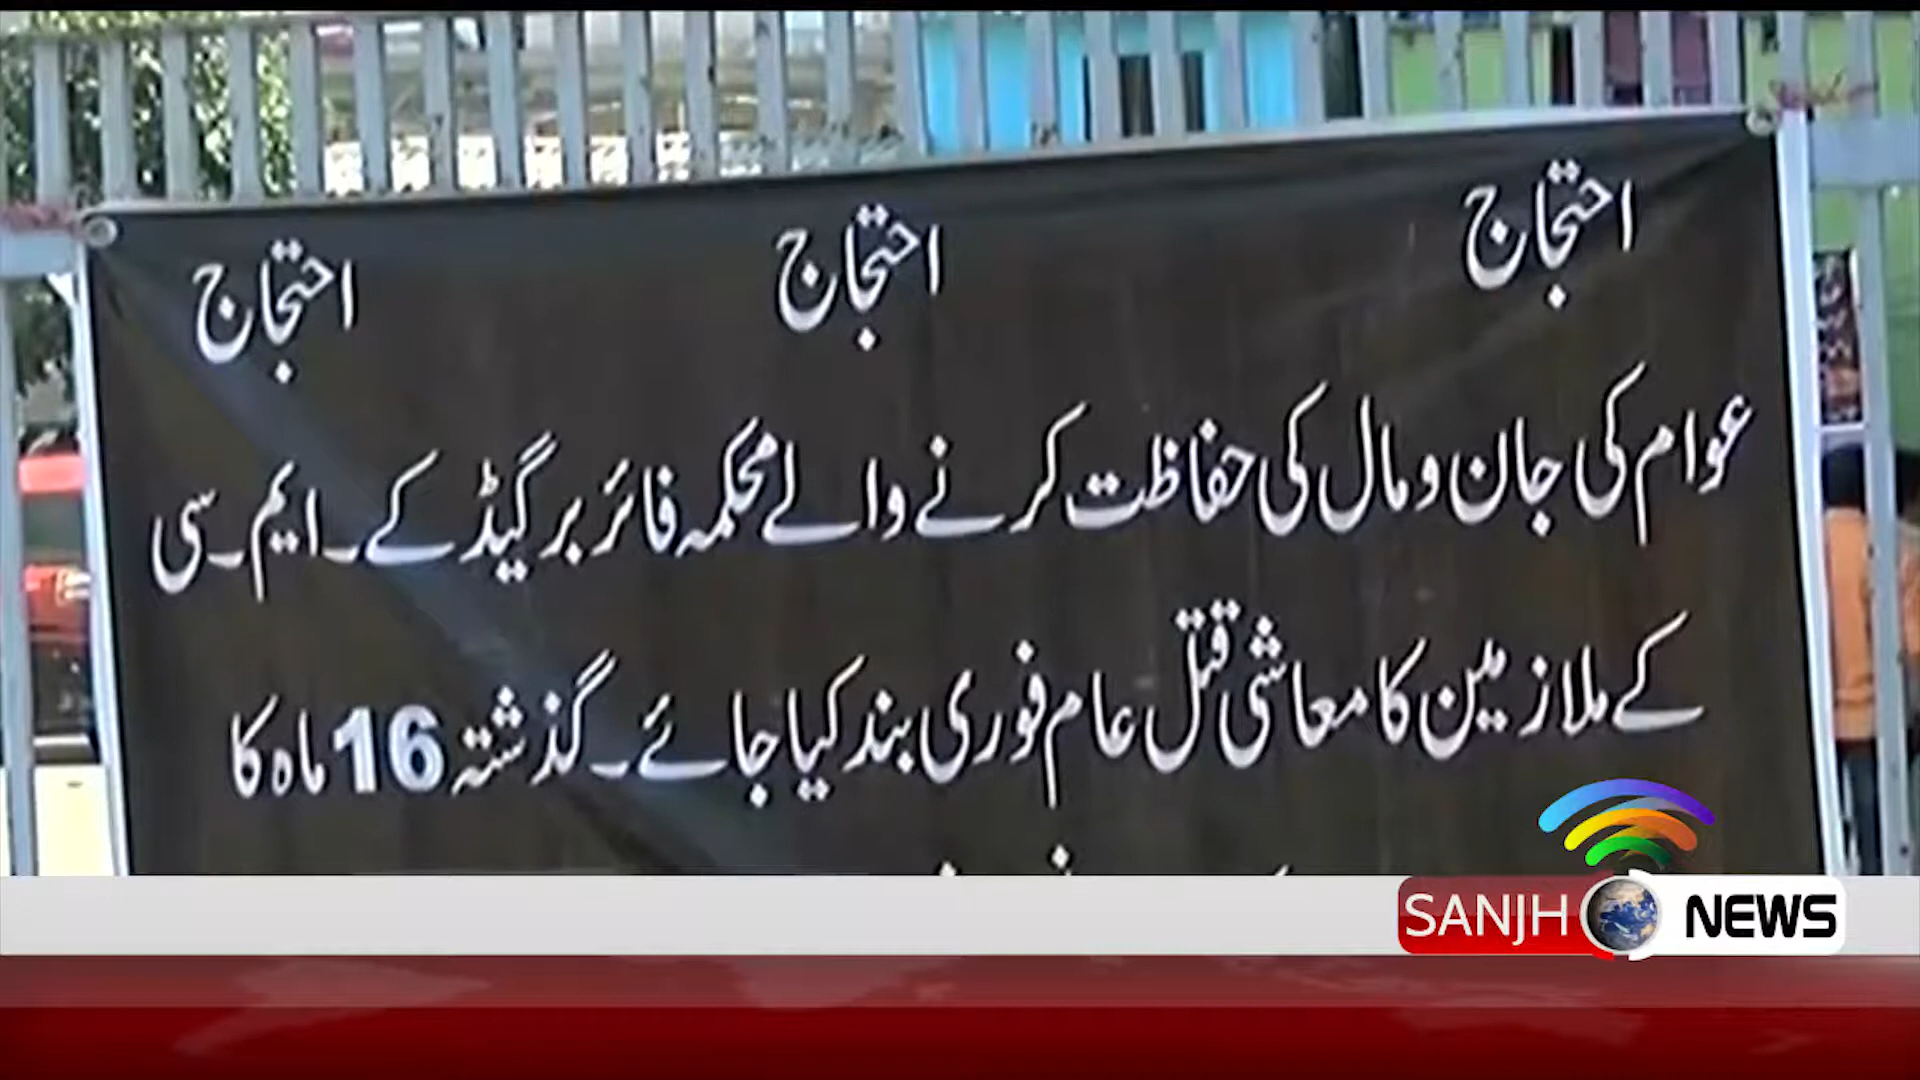 احتجاج احتجاج احتجاج
عوام کی جان و مال کی حفاظت کرنے والے محکمہ فائر برگیڈ کے۔ایم۔سی
کے ملازمین کا معاشی قتل عام فوری بند کیا جائے۔گذشتہ 16 ماہ کا
SANJH NEWS